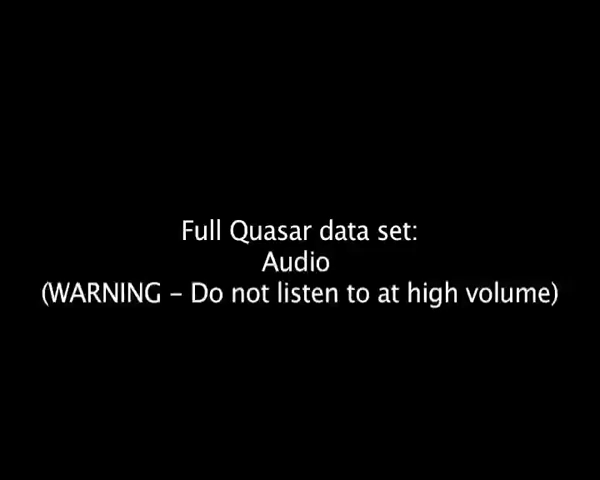 Full Quasar data set:
Audio
(WARNING – Do not listen to at high volume)